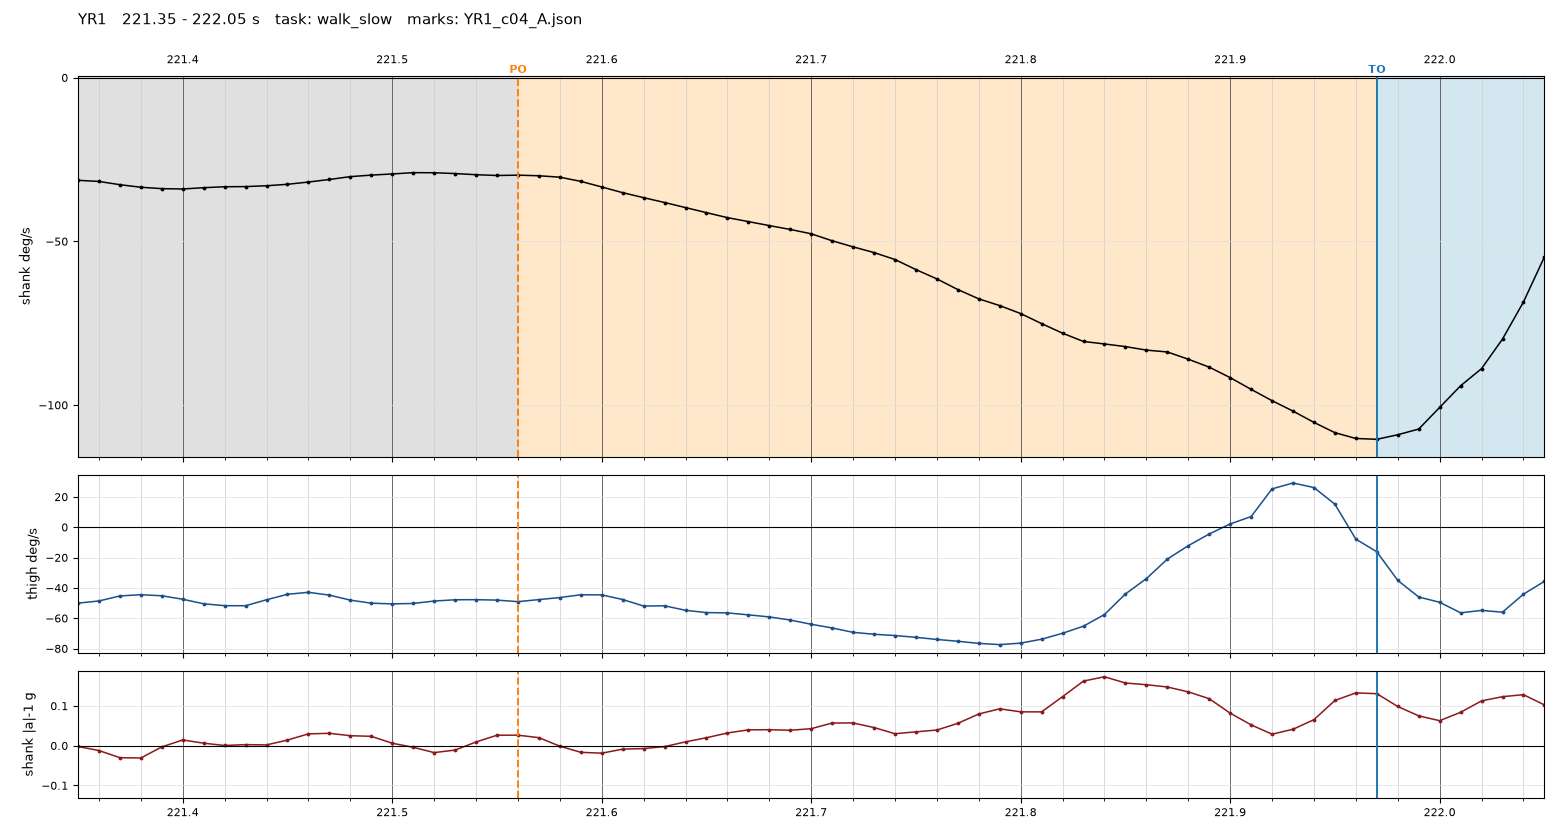 YR1   221.35 - 222.05 s   task: walk_slow   marks: YR1_c04_A.json
221.4 221.5 221.6 221.7 221.8 221.9 222.0
PO TO
0
−50
−100
shank deg/s
20
0
−20
−40
−60
−80
thigh deg/s
0.1
0.0
−0.1
shank |a|-1 g
221.4 221.5 221.6 221.7 221.8 221.9 222.0